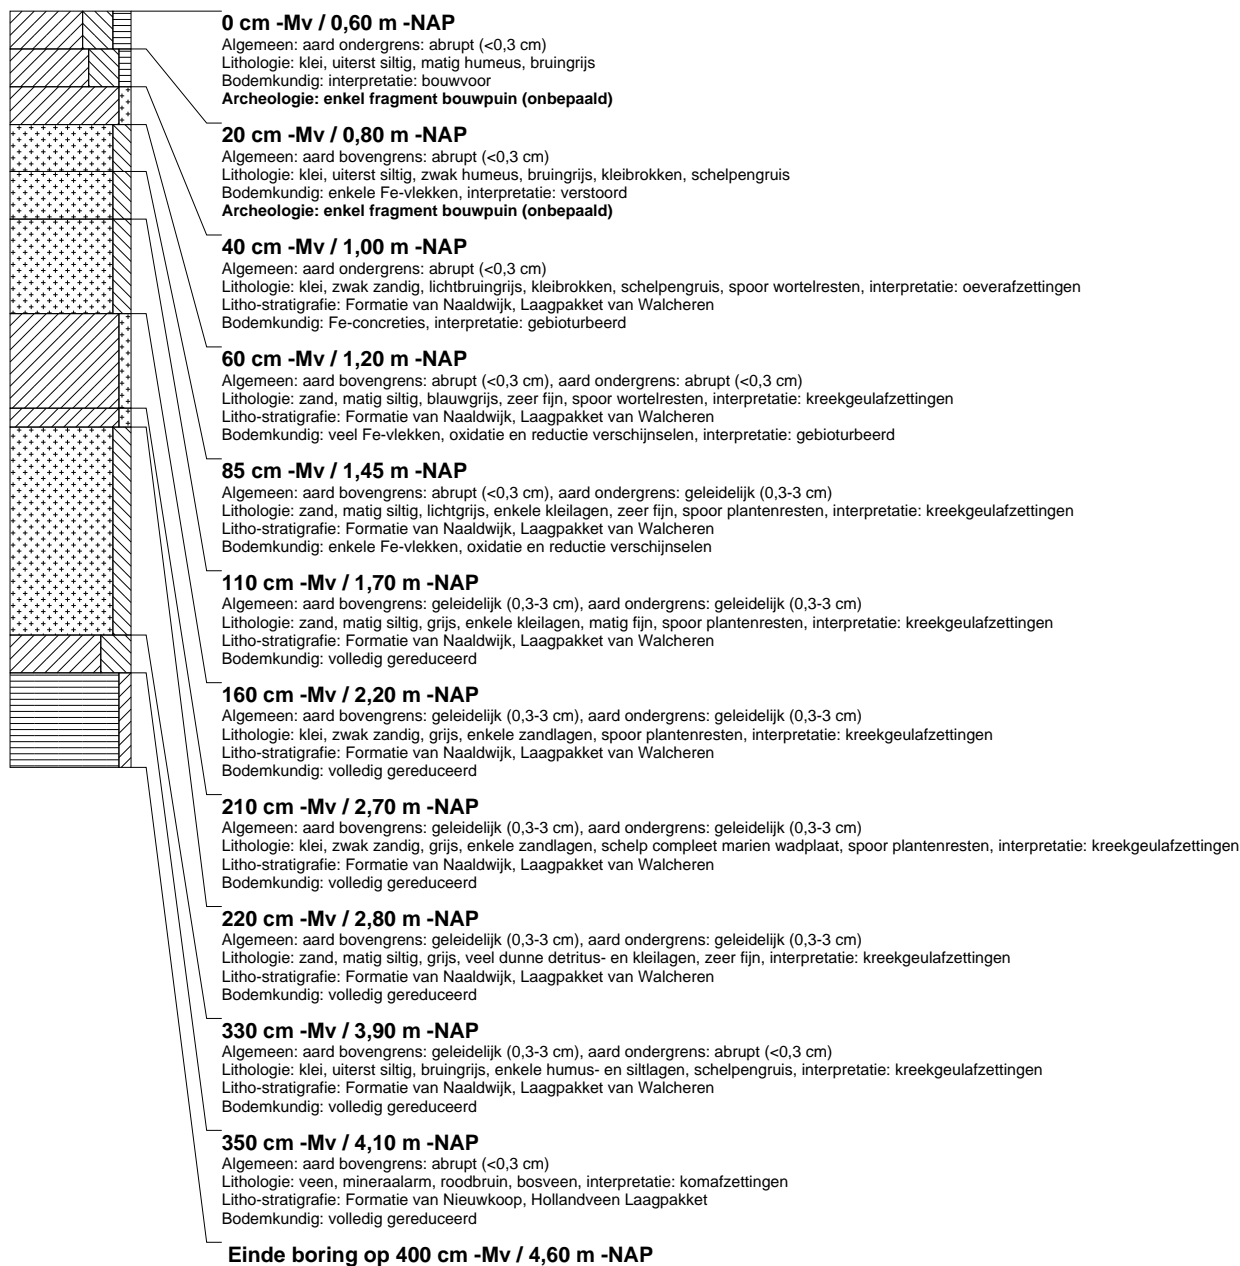 0 cm -Mv / 0,60 m -NAP
Algemeen: aard ondergrens: abrupt (<0,3 cm)
Lithologie: klei, uiterst siltig, matig humeus, bruingrijs
Bodemkundig: interpretatie: bouwvoor
Archeologie: enkel fragment bouwpuin (onbepaald)
20 cm -Mv / 0,80 m -NAP
Algemeen: aard bovengrens: abrupt (<0,3 cm)
Lithologie: klei, uiterst siltig, zwak humeus, bruingrijs, kleibrokken, schelpengruis
Bodemkundig: enkele Fe-vlekken, interpretatie: verstoord
Archeologie: enkel fragment bouwpuin (onbepaald)
40 cm -Mv / 1,00 m -NAP
Algemeen: aard ondergrens: abrupt (<0,3 cm)
Lithologie: klei, zwak zandig, lichtbruingrijs, kleibrokken, schelpengruis, spoor wortelresten, interpretatie: oeverafzettingen
Litho-stratigrafie: Formatie van Naaldwijk, Laagpakket van Walcheren
Bodemkundig: Fe-concreties, interpretatie: gebioturbeerd
60 cm -Mv / 1,20 m -NAP
Algemeen: aard bovengrens: abrupt (<0,3 cm), aard ondergrens: abrupt (<0,3 cm)
Lithologie: zand, matig siltig, blauwgrijs, zeer fijn, spoor wortelresten, interpretatie: kreekgeulafzettingen
Litho-stratigrafie: Formatie van Naaldwijk, Laagpakket van Walcheren
Bodemkundig: veel Fe-vlekken, oxidatie en reductie verschijnselen, interpretatie: gebioturbeerd
85 cm -Mv / 1,45 m -NAP
Algemeen: aard bovengrens: abrupt (<0,3 cm), aard ondergrens: geleidelijk (0,3-3 cm)
Lithologie: zand, matig siltig, lichtgrijs, enkele kleilagen, zeer fijn, spoor plantenresten, interpretatie: kreekgeulafzettingen
Litho-stratigrafie: Formatie van Naaldwijk, Laagpakket van Walcheren
Bodemkundig: enkele Fe-vlekken, oxidatie en reductie verschijnselen
110 cm -Mv / 1,70 m -NAP
Algemeen: aard bovengrens: geleidelijk (0,3-3 cm), aard ondergrens: geleidelijk (0,3-3 cm)
Lithologie: zand, matig siltig, grijs, enkele kleilagen, matig fijn, spoor plantenresten, interpretatie: kreekgeulafzettingen
Litho-stratigrafie: Formatie van Naaldwijk, Laagpakket van Walcheren
Bodemkundig: volledig gereduceerd
160 cm -Mv / 2,20 m -NAP
Algemeen: aard bovengrens: geleidelijk (0,3-3 cm), aard ondergrens: geleidelijk (0,3-3 cm)
Lithologie: klei, zwak zandig, grijs, enkele zandlagen, spoor plantenresten, interpretatie: kreekgeulafzettingen
Litho-stratigrafie: Formatie van Naaldwijk, Laagpakket van Walcheren
Bodemkundig: volledig gereduceerd
210 cm -Mv / 2,70 m -NAP
Algemeen: aard bovengrens: geleidelijk (0,3-3 cm), aard ondergrens: geleidelijk (0,3-3 cm)
Lithologie: klei, zwak zandig, grijs, enkele zandlagen, schelp compleet marien wadplaat, spoor plantenresten, interpretatie: kreekgeulafzettingen
Litho-stratigrafie: Formatie van Naaldwijk, Laagpakket van Walcheren
Bodemkundig: volledig gereduceerd
220 cm -Mv / 2,80 m -NAP
Algemeen: aard bovengrens: geleidelijk (0,3-3 cm), aard ondergrens: geleidelijk (0,3-3 cm)
Lithologie: zand, matig siltig, grijs, veel dunne detritus- en kleilagen, zeer fijn, interpretatie: kreekgeulafzettingen
Litho-stratigrafie: Formatie van Naaldwijk, Laagpakket van Walcheren
Bodemkundig: volledig gereduceerd
330 cm -Mv / 3,90 m -NAP
Algemeen: aard bovengrens: geleidelijk (0,3-3 cm), aard ondergrens: abrupt (<0,3 cm)
Lithologie: klei, uiterst siltig, bruingrijs, enkele humus- en siltlagen, schelpengruis, interpretatie: kreekgeulafzettingen
Litho-stratigrafie: Formatie van Naaldwijk, Laagpakket van Walcheren
Bodemkundig: volledig gereduceerd
350 cm -Mv / 4,10 m -NAP
Algemeen: aard bovengrens: abrupt (<0,3 cm)
Lithologie: veen, mineraalarm, roodbruin, bosveen, interpretatie: komafzettingen
Litho-stratigrafie: Formatie van Nieuwkoop, Hollandveen Laagpakket
Bodemkundig: volledig gereduceerd
Einde boring op 400 cm -Mv / 4,60 m -NAP